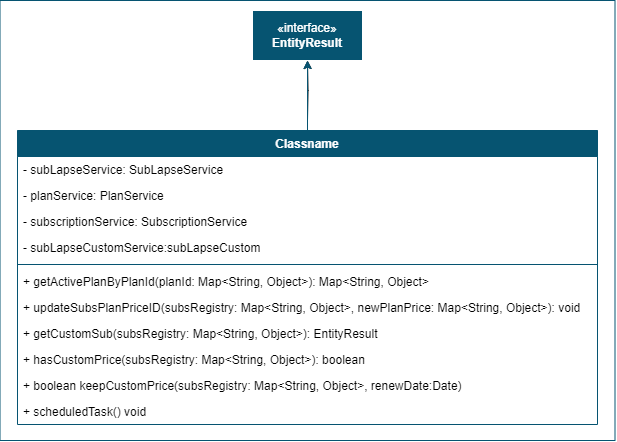 «interface»
EntityResult
Classname
- subLapseService: SubLapseService
- planService: PlanService
- subscriptionService: SubscriptionService
- subLapseCustomService:subLapseCustom
+ getActivePlanByPlanId(planId: Map<String, Object>): Map<String, Object>
+ updateSubsPlanPriceID(subsRegistry: Map<String, Object>, newPlanPrice: Map<String, Object>): void
+ getCustomSub(subsRegistry: Map<String, Object>): EntityResult
+ hasCustomPrice(subsRegistry: Map<String, Object>): boolean
+ boolean keepCustomPrice(subsRegistry: Map<String, Object>, renewDate:Date)
+ scheduledTask() void